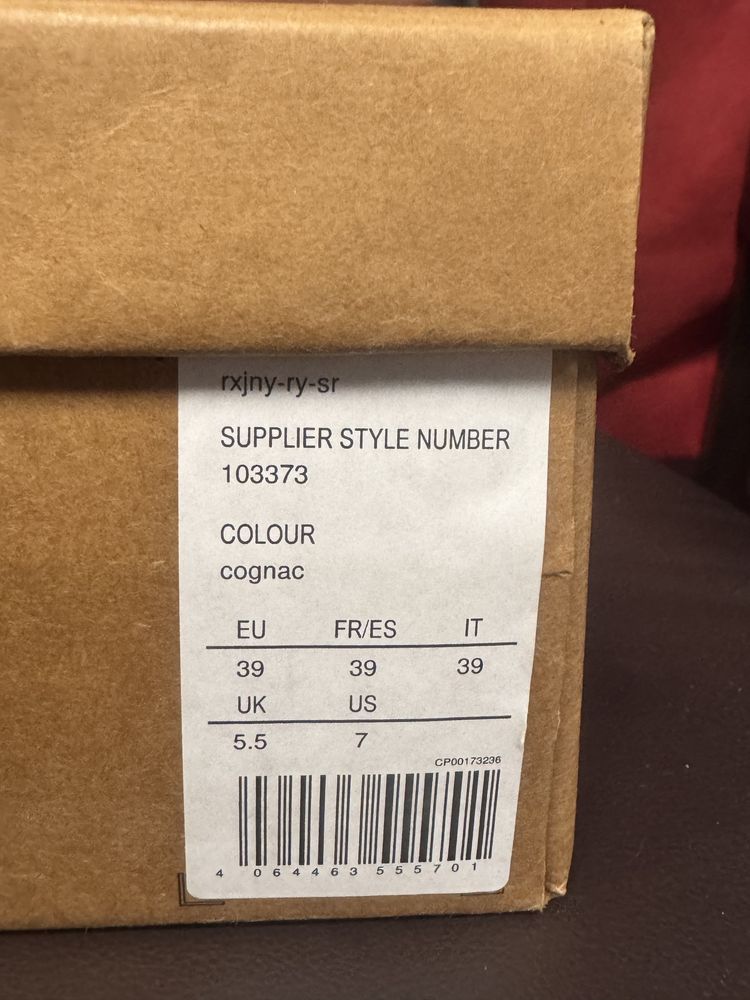 rxjny-ry-sr
SUPPLIER STYLE NUMBER
103373
COLOUR
cognac
EU FR/ES IT
39 39 39
UK US
5.5 7
CP00173236
4 064463 555701